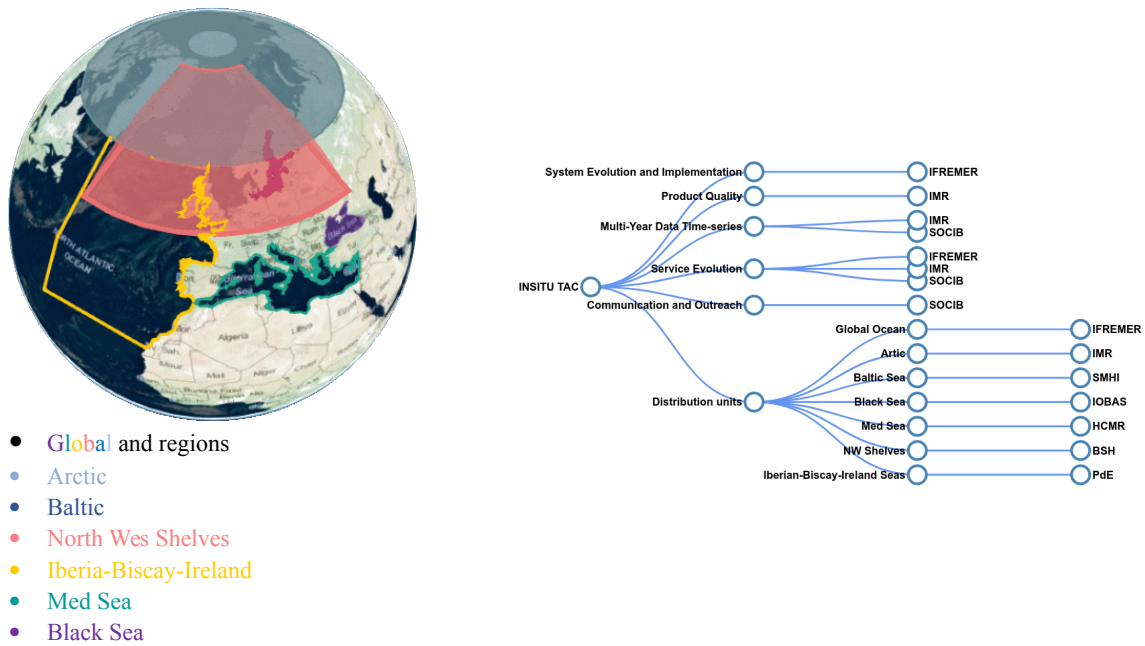 NORTH ATLANTIC
OCEAN
Black Sea
Mediterranean
Sea
Algeria
Libya
Mali
Niger
Global and regions
Arctic
Baltic
North Wes Shelves
Iberia-Biscay-Ireland
Med Sea
Black Sea
INSITU TAC
System Evolution and Implementation
IFREMER
Product Quality
IMR
Multi-Year Data Time-series
IMR
SOCIB
Service Evolution
IFREMER
IMR
SOCIB
Communication and Outreach
SOCIB
Distribution units
Global Ocean
IFREMER
Artic
IMR
Baltic Sea
SMHI
Black Sea
IOBAS
Med Sea
HCMR
NW Shelves
BSH
Iberian-Biscay-Ireland Seas
PdE